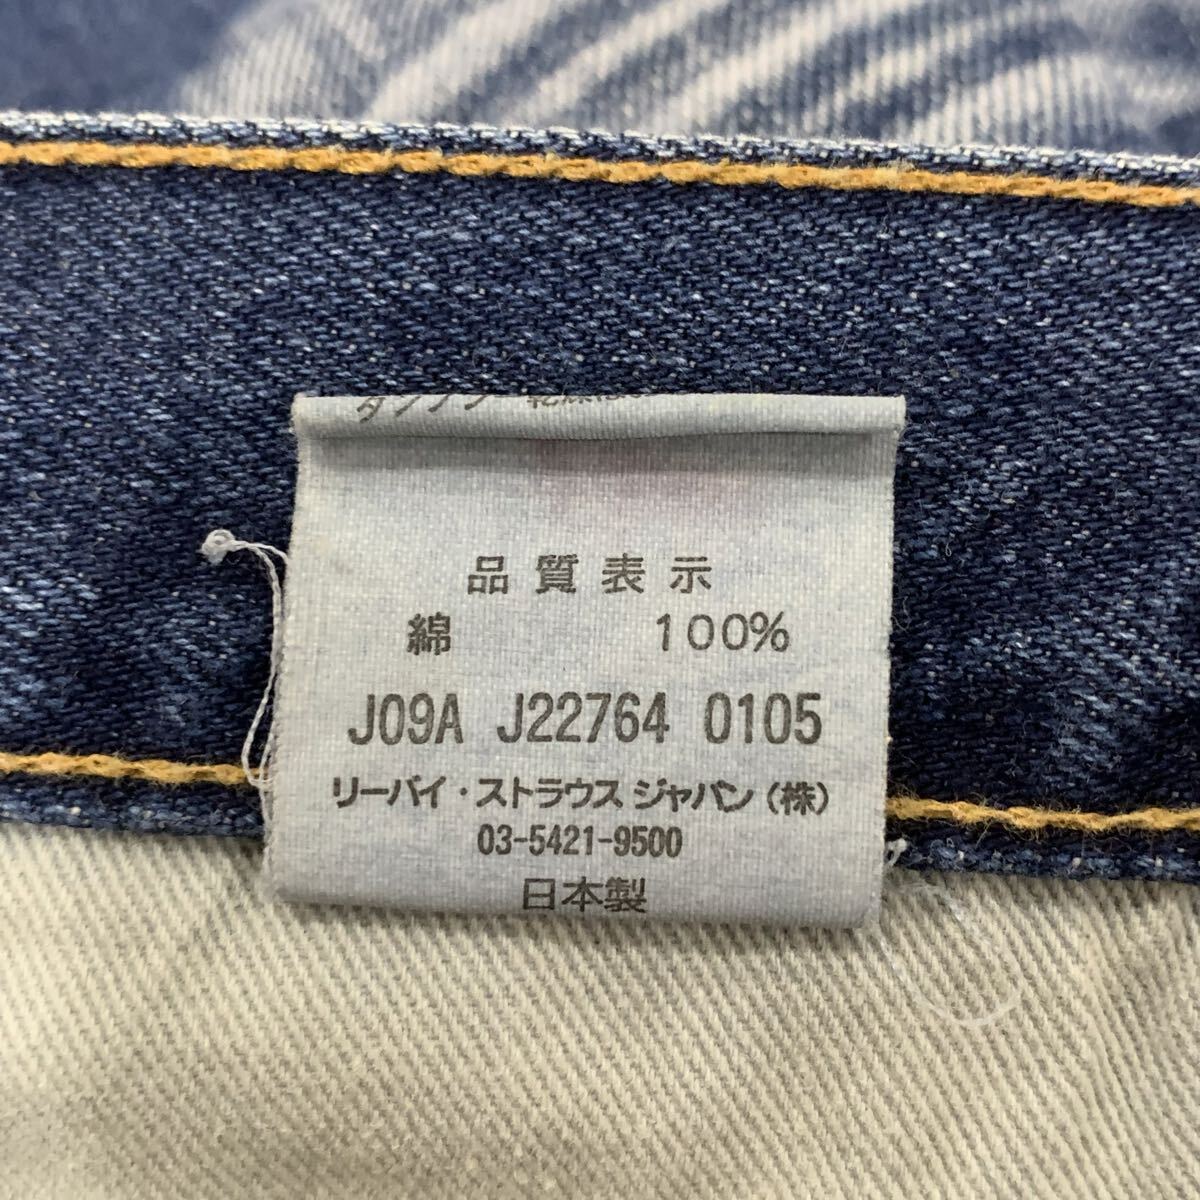 品質表示
綿 100%
J09A J22764 0105
リーバイ・ストラウス ジャパン(株)
03-5421-9500
日本製